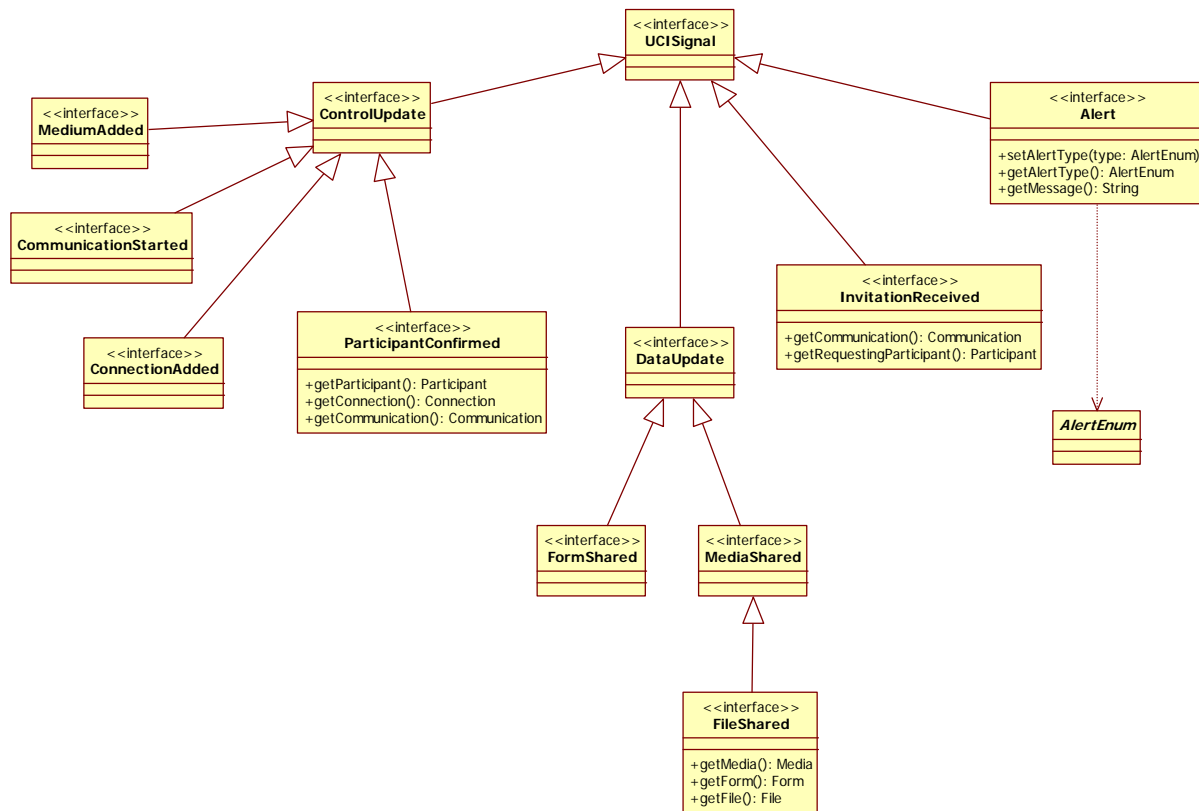 <<interface>>
UCISignal
<<interface>>
ControlUpdate
<<interface>>
Alert
+setAlertType(type: AlertEnum)
+getAlertType(): AlertEnum
+getMessage(): String
<<interface>>
MediumAdded
<<interface>>
CommunicationStarted
<<interface>>
InvitationReceived
+getCommunication(): Communication
+getRequestingParticipant(): Participant
<<interface>>
ParticipantConfirmed
+getParticipant(): Participant
+getConnection(): Connection
+getCommunication(): Communication
<<interface>>
DataUpdate
<<interface>>
ConnectionAdded
AlertEnum
<<interface>>
FormShared
<<interface>>
MediaShared
<<interface>>
FileShared
+getMedia(): Media
+getForm(): Form
+getFile(): File